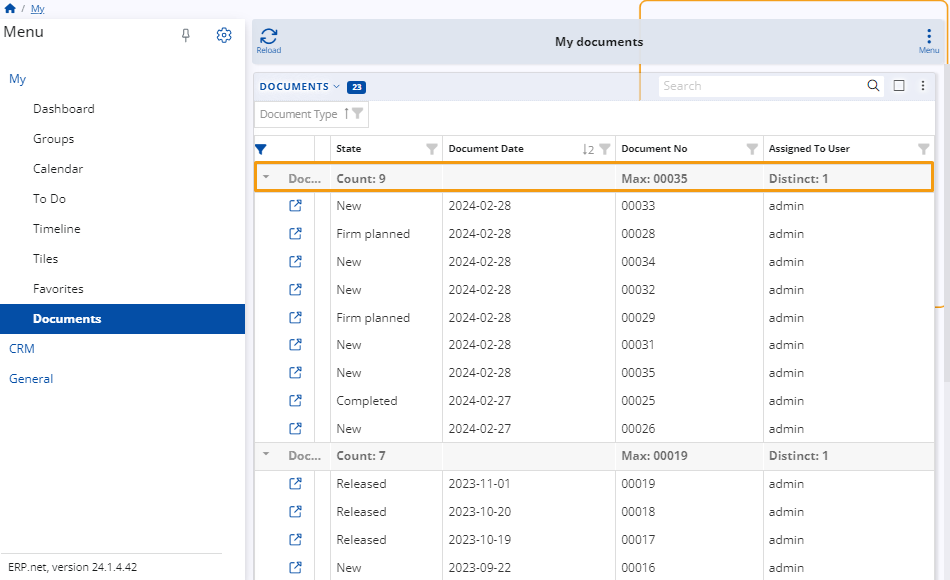 / My
Menu
My
Dashboard
Groups
Calendar
To Do
Timeline
Tiles
Favorites
Documents
CRM
General
ERP.net, version 24.1.4.42
Reload
My documents
Menu
DOCUMENTS 23
Search
Document Type
State Document Date 2 Document No Assigned To User
Doc... Count: 9 Max: 00035 Distinct: 1
New 2024-02-28 00033 admin
Firm planned 2024-02-28 00028 admin
New 2024-02-28 00034 admin
New 2024-02-28 00032 admin
Firm planned 2024-02-28 00029 admin
New 2024-02-28 00031 admin
New 2024-02-28 00035 admin
Completed 2024-02-27 00025 admin
New 2024-02-27 00026 admin
Doc... Count: 7 Max: 00019 Distinct: 1
Released 2023-11-01 00019 admin
Released 2023-10-20 00018 admin
Released 2023-10-19 00017 admin
New 2023-09-22 00016 admin